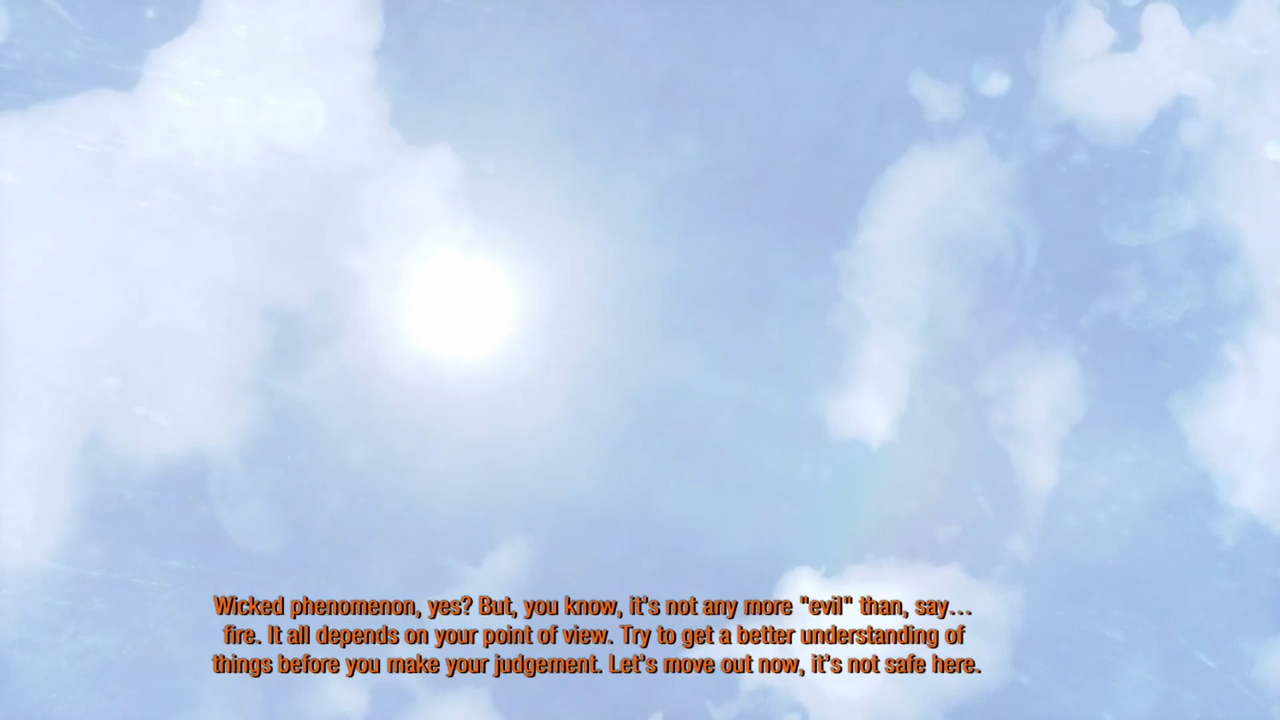 Wicked phenomenon, yes? But, you know, it's not any more "evil" than, say...
fire. It all depends on your point of view. Try to get a better understanding of
things before you make your judgement. Let's move out now, it's not safe here.